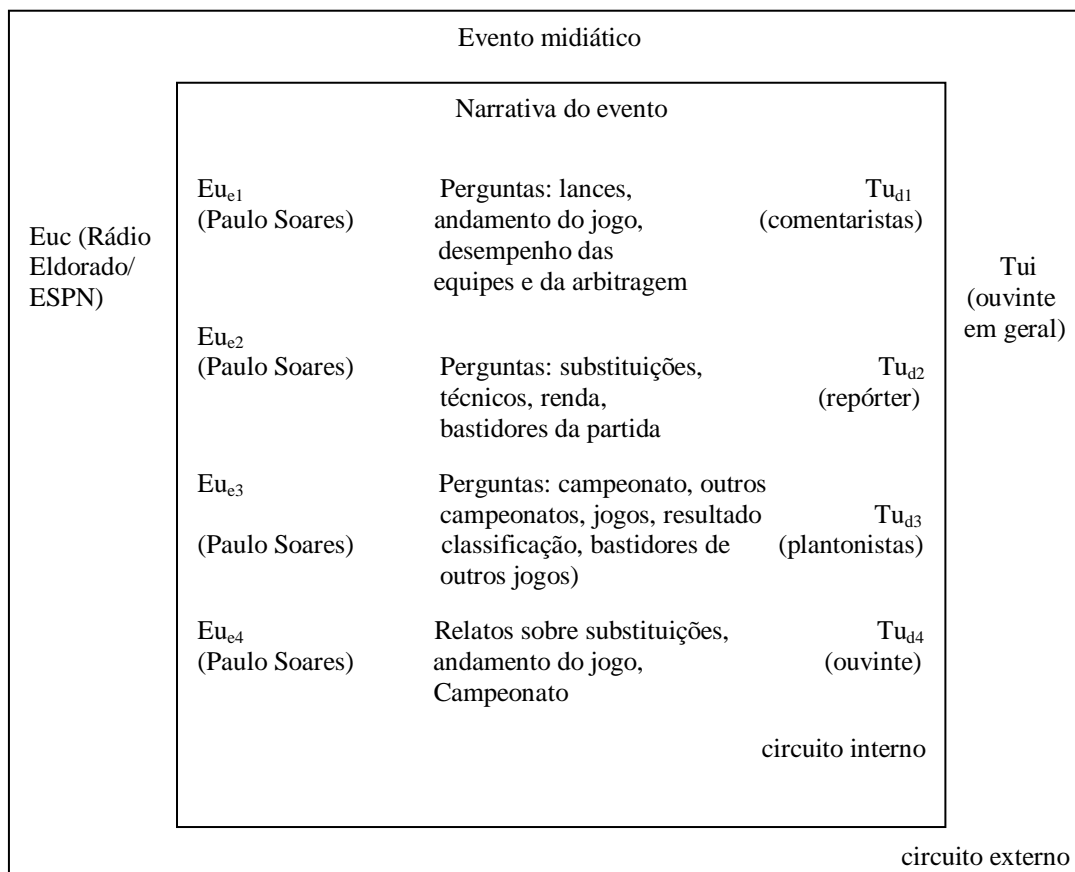 Evento midiático
Narrativa do evento
Euc (Rádio
Eldorado/
ESPN)
Eue1 Perguntas: lances, Tud1
(Paulo Soares) andamento do jogo, (comentaristas)
desempenho das
equipes e da arbitragem
Eue2
(Paulo Soares) Perguntas: substituições, Tud2
técnicos, renda, (repórter)
bastidores da partida
Eue3 Perguntas: campeonato, outros
campeonatos, jogos, resultado Tud3
(Paulo Soares) classificação, bastidores de (plantonistas)
outros jogos)
Eue4 Relatos sobre substituições, Tud4
(Paulo Soares) andamento do jogo, (ouvinte)
Campeonato
circuito interno
Tui
(ouvinte
em geral)
circuito externo